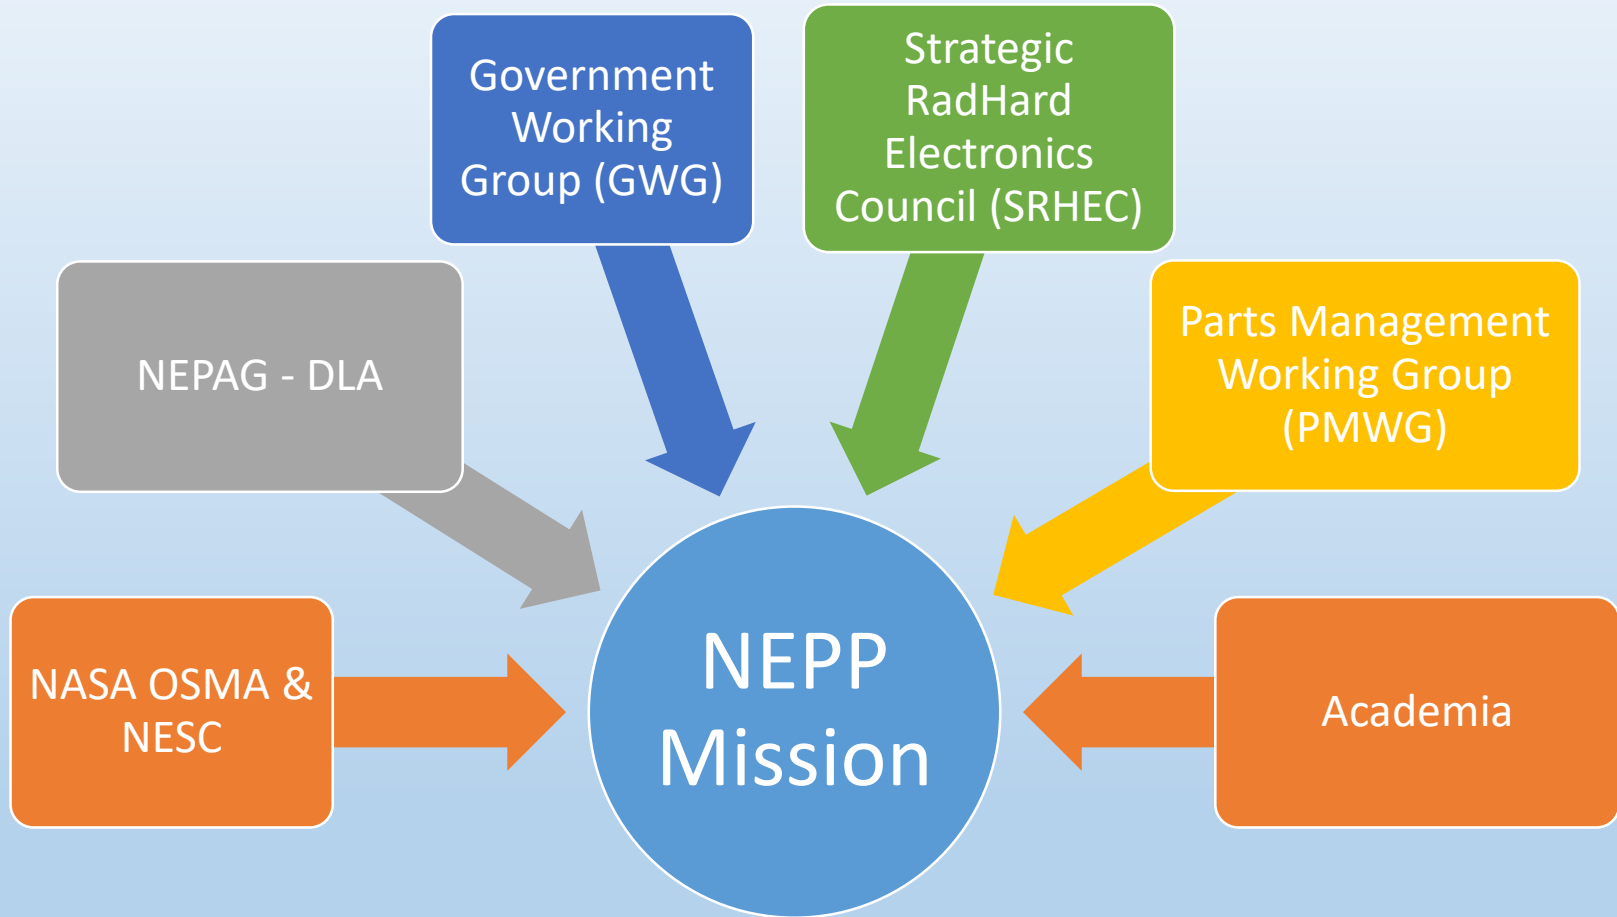 Government
Working
Group (GWG)
Strategic
RadHard
Electronics
Council (SRHEC)
NEPAG - DLA
Parts Management
Working Group
(PMWG)
NASA OSMA &
NESC
NEPP
Mission
Academia